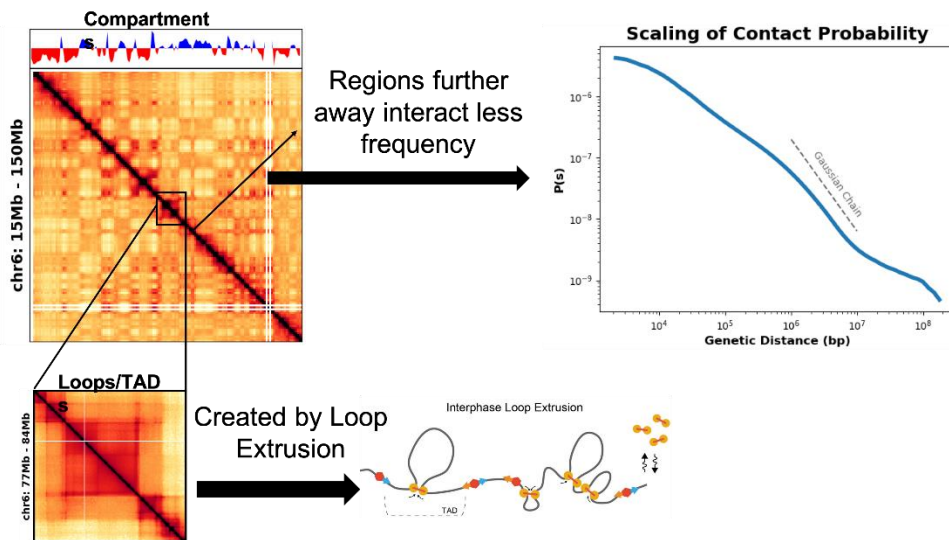 Compartment
s
chr6: 15Mb - 150Mb
Regions further
away interact less
frequency
Scaling of Contact Probability
P(s)
10⁻⁶
10⁻⁷
10⁻⁸
10⁻⁹
Gaussian Chain
10⁴ 10⁵ 10⁶ 10⁷ 10⁸
Genetic Distance (bp)
Loops/TAD
s
chr6: 77Mb - 84Mb
Created by Loop
Extrusion
Interphase Loop Extrusion
TAD